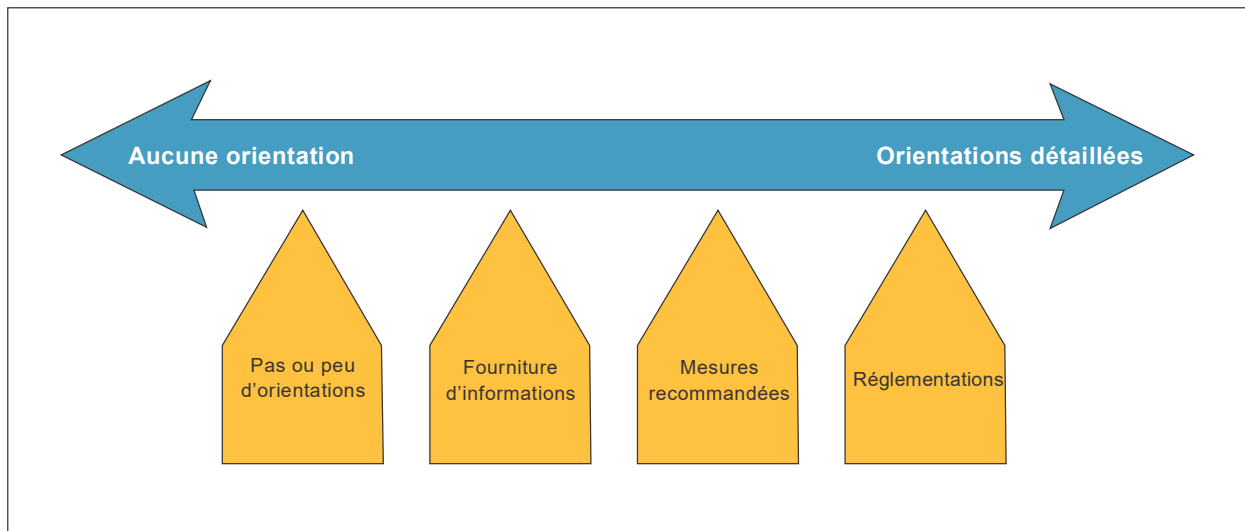 Aucune orientation
Orientations détaillées
Pas ou peu
d’orientations
Fourniture
d’informations
Mesures
recommandées
Réglementations